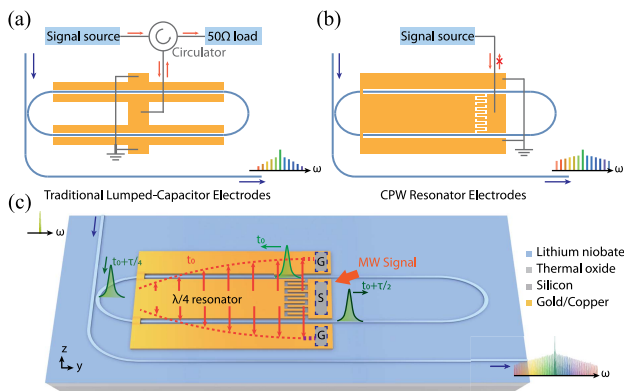 (a)
Signal source
50Ω load
Circulator
ω
Traditional Lumped-Capacitor Electrodes
(b)
Signal source
ω
CPW Resonator Electrodes
(c)
ω
t₀+τ/4
t₀
t₀
G
MW Signal
λ/4 resonator
S
t₀+τ/2
G
Lithium niobate
Thermal oxide
Silicon
Gold/Copper
z
y
ω